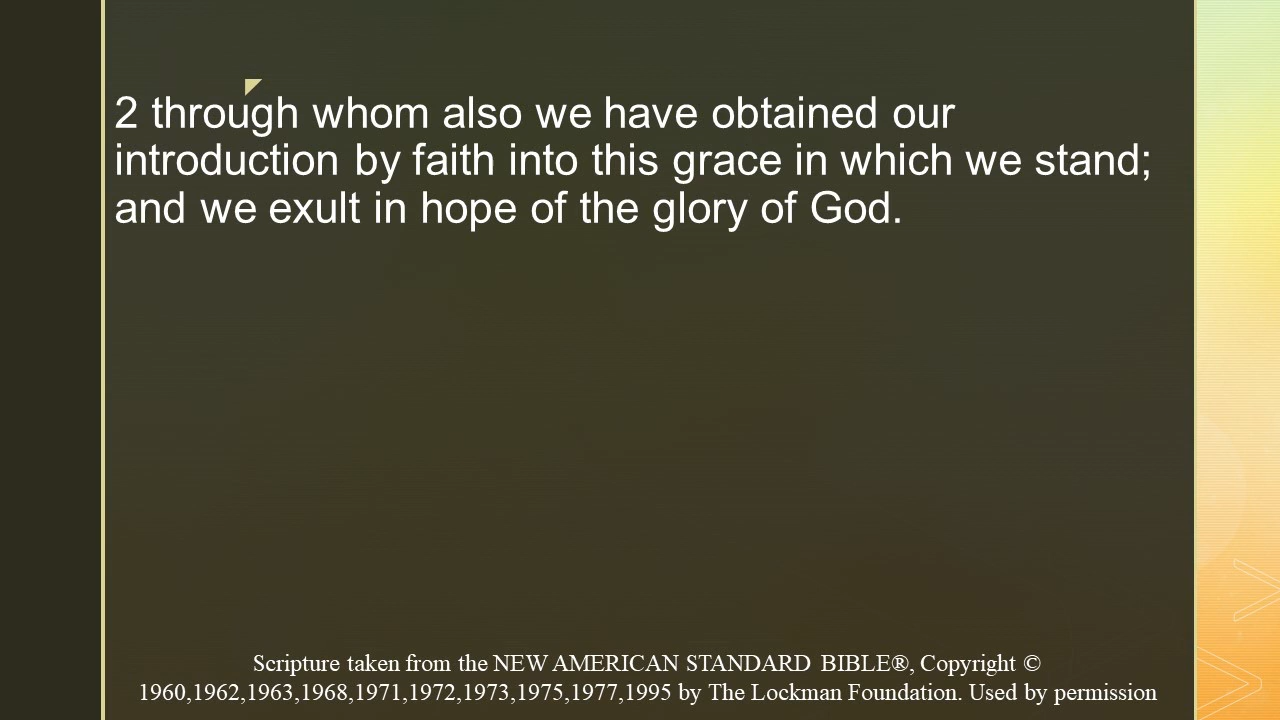 2 through whom also we have obtained our
introduction by faith into this grace in which we stand;
and we exult in hope of the glory of God.
Scripture taken from the NEW AMERICAN STANDARD BIBLE®, Copyright ©
1960,1962,1963,1968,1971,1972,1973,1975,1977,1995 by The Lockman Foundation. Used by permission